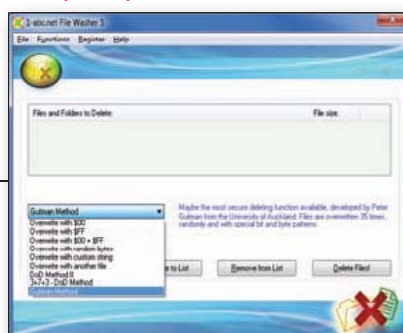 1-abc.net File Washer 5
File Functions Register Help
Files and Folders to Delete: File size:
Gutman Method
Maybe the most secure deleting function available, developed by Peter
Gutman from the University of Auckland. Files are overwritten 35 times,
randomly and with special bit and byte patterns.
Overwrite with $00
Overwrite with $FF
Overwrite with $00 + $FF
Overwrite with random bytes
Overwrite with custom string
Overwrite with another file
DoD Method II
3+7+3 - DoD Method
Gutman Method
to List Remove from List Delete Files!